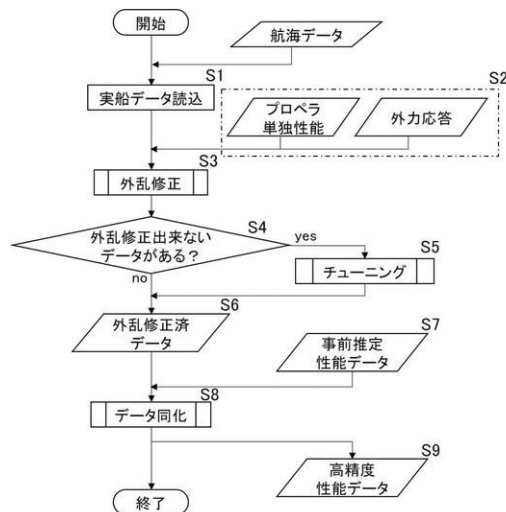 開始
航海データ
S1
実船データ読込
S2
プロペラ
単独性能
外力応答
S3
外乱修正
S4
外乱修正出来ない
データがある？
yes
no
S5
チューニング
S6
外乱修正済
データ
S7
事前推定
性能データ
S8
データ同化
S9
高精度
性能データ
終了